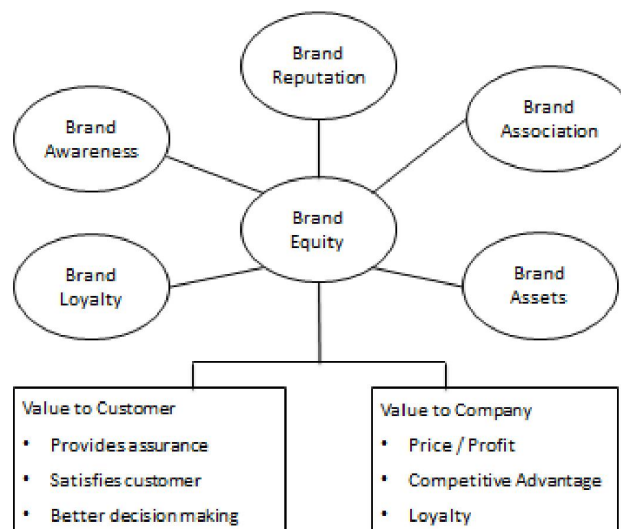 Brand
Reputation
Brand
Awareness
Brand
Association
Brand
Equity
Brand
Loyalty
Brand
Assets
Value to Customer
• Provides assurance
• Satisfies customer
• Better decision making
Value to Company
• Price / Profit
• Competitive Advantage
• Loyalty